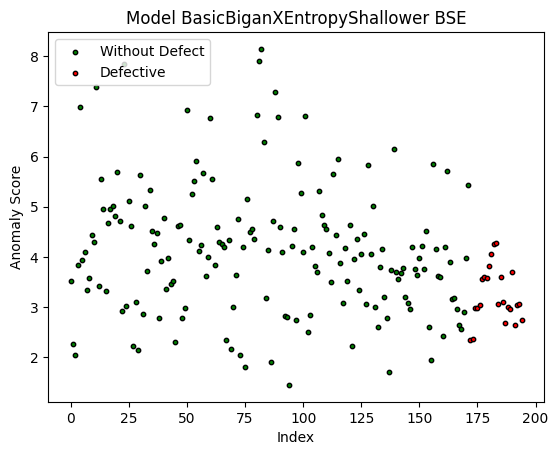 Model BasicBiganXEntropyShallower BSE
Without Defect
Defective
Anomaly Score
8
7
6
5
4
3
2
0 25 50 75 100 125 150 175 200
Index